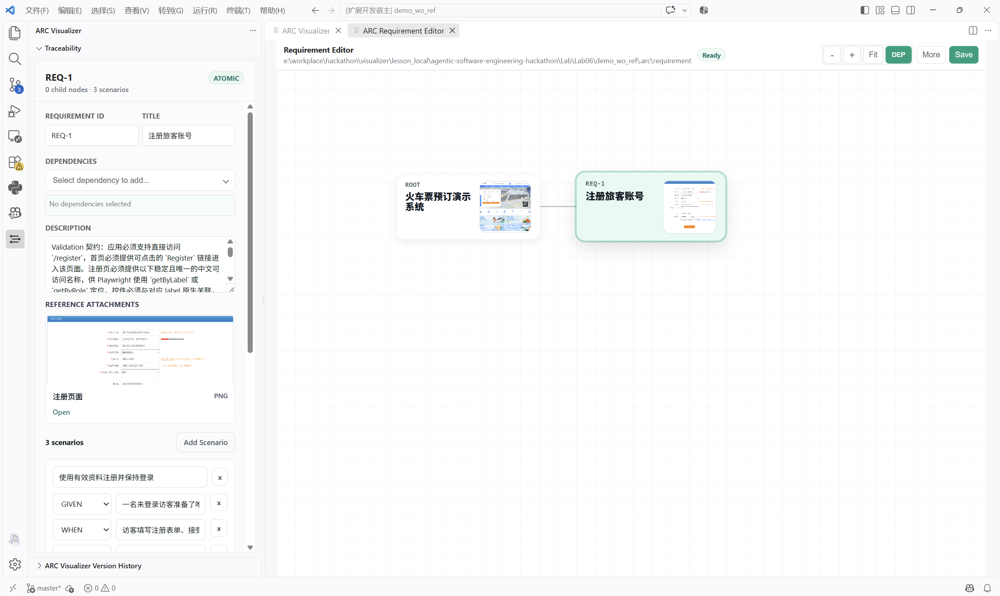 文件(F) 编辑(E) 选择(S) 查看(V) 转到(G) 运行(R) 终端(T) 帮助(H)
[扩展开发宿主] demo_wo_ref
ARC Visualizer
Traceability
REQ-1
ATOMIC
0 child nodes · 3 scenarios
REQUIREMENT ID
TITLE
REQ-1
注册旅客账号
DEPENDENCIES
Select dependency to add...
No dependencies selected
DESCRIPTION
Validation 契约：应用必须支持直接访问
`/register`，首页必须提供可点击的 `Register` 链接进
入该页面。注册页必须提供以下稳定且唯一的中文可
访问名称，供 Playwright 使用 `getByLabel` 或
`getByRole` 定位，控件必须与对应 label 原生关联。
REFERENCE ATTACHMENTS
注册页面
PNG
Open
3 scenarios
Add Scenario
使用有效资料注册并保持登录
x
GIVEN
一名未登录访客准备了
x
WHEN
访客填写注册表单、接受
x
ARC Visualizer Version History
ARC Visualizer
ARC Requirement Editor
Requirement Editor
e:\workplace\hackathon\visualizer\lesson_local\agentic-software-engineering-hackathon\Lab\Lab06\demo_wo_ref\.arc\requirement
Ready
-
+
Fit
DEP
More
Save
ROOT
火车票预订演示
系统
REQ-1
注册旅客账号
3
master*
0
0